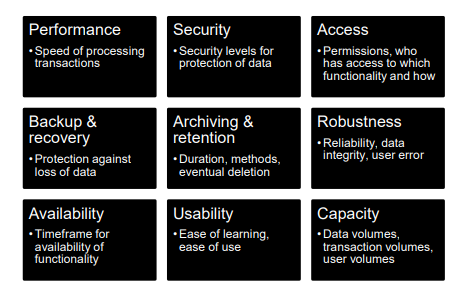 Performance
• Speed of processing
transactions
Security
• Security levels for
protection of data
Access
• Permissions, who
has access to which
functionality and how
Backup &
recovery
• Protection against
loss of data
Archiving &
retention
• Duration, methods,
eventual deletion
Robustness
• Reliability, data
integrity, user error
Availability
• Timeframe for
availability of
functionality
Usability
• Ease of learning,
ease of use
Capacity
• Data volumes,
transaction volumes,
user volumes